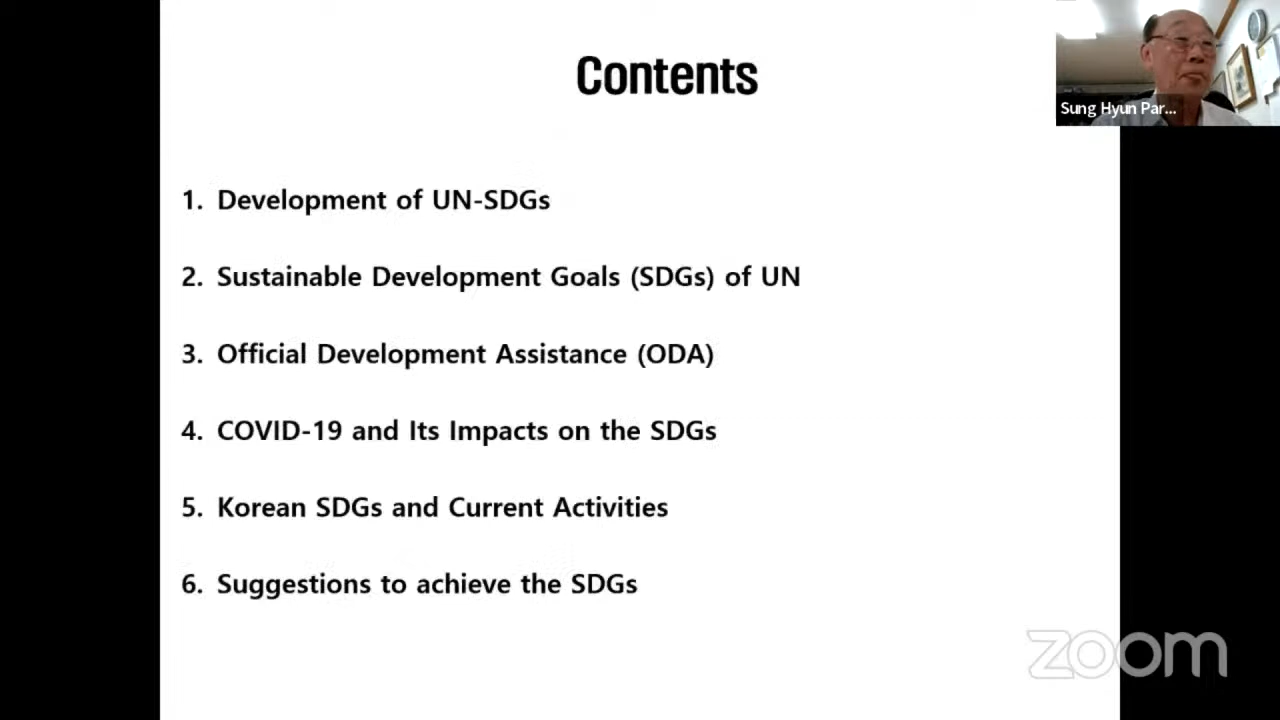 Contents
Sung Hyun Par...
1. Development of UN-SDGs
2. Sustainable Development Goals (SDGs) of UN
3. Official Development Assistance (ODA)
4. COVID-19 and Its Impacts on the SDGs
5. Korean SDGs and Current Activities
6. Suggestions to achieve the SDGs
zoom